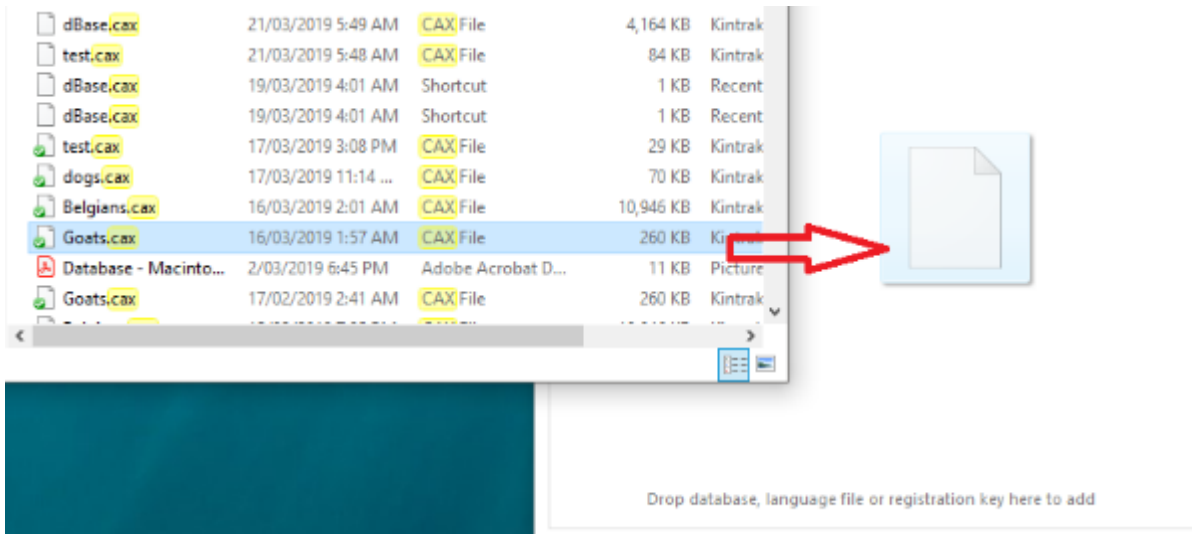 dBase.cax 21/03/2019 5:49 AM CAX File 4,164 KB Kintrak
test.cax 21/03/2019 5:48 AM CAX File 84 KB Kintrak
dBase.cax 19/03/2019 4:01 AM Shortcut 1 KB Recent
dBase.cax 19/03/2019 4:01 AM Shortcut 1 KB Recent
test.cax 17/03/2019 3:08 PM CAX File 29 KB Kintrak
dogs.cax 17/03/2019 11:14 ... CAX File 70 KB Kintrak
Belgians.cax 16/03/2019 2:01 AM CAX File 10,946 KB Kintrak
Goats.cax 16/03/2019 1:57 AM CAX File 260 KB
Database - Macinto... 2/03/2019 6:45 PM Adobe Acrobat D... 11 KB Picture
Goats.cax 17/02/2019 2:41 AM CAX File 260 KB Kintrak
Drop database, language file or registration key here to add